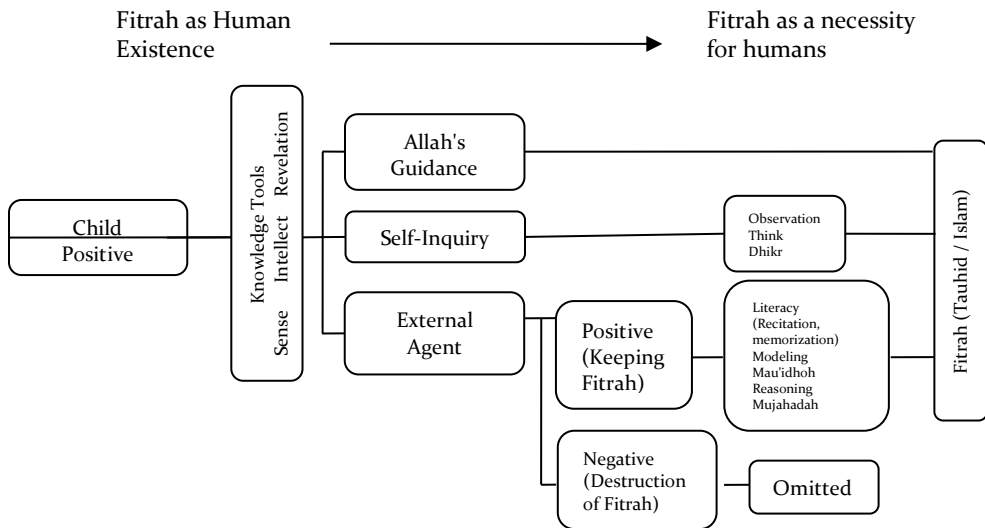 Fitrah as Human
Existence
Fitrah as a necessity
for humans
Child
Positive
Knowledge Tools
Sense Intellect Revelation
Allah's
Guidance
Self-Inquiry
External
Agent
Observation
Think
Dhikr
Positive
(Keeping
Fitrah)
Literacy
(Recitation,
memorization)
Modeling
Mau'idhoh
Reasoning
Mujahadah
Negative
(Destruction
of Fitrah)
Omitted
Fitrah (Tauhid / Islam)